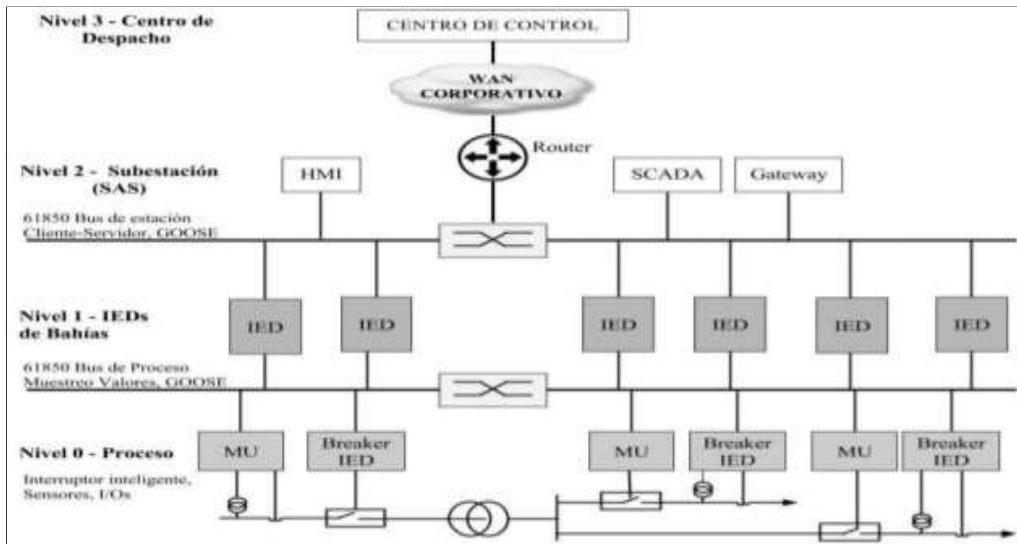 Nivel 3 - Centro de
Despacho
CENTRO DE CONTROL
WAN
CORPORATIVO
Router
Nivel 2 - Subestación
(SAS)
HMI
SCADA
Gateway
61850 Bus de estación
Cliente-Servidor, GOOSE
Nivel 1 - IEDs
de Bahías
IED
IED
IED
IED
IED
IED
61850 Bus de Proceso
Muestreo Valores, GOOSE
Nivel 0 - Proceso
MU
Breaker
IED
MU
Breaker
IED
MU
Breaker
IED
Interruptor inteligente,
Sensores, I/Os